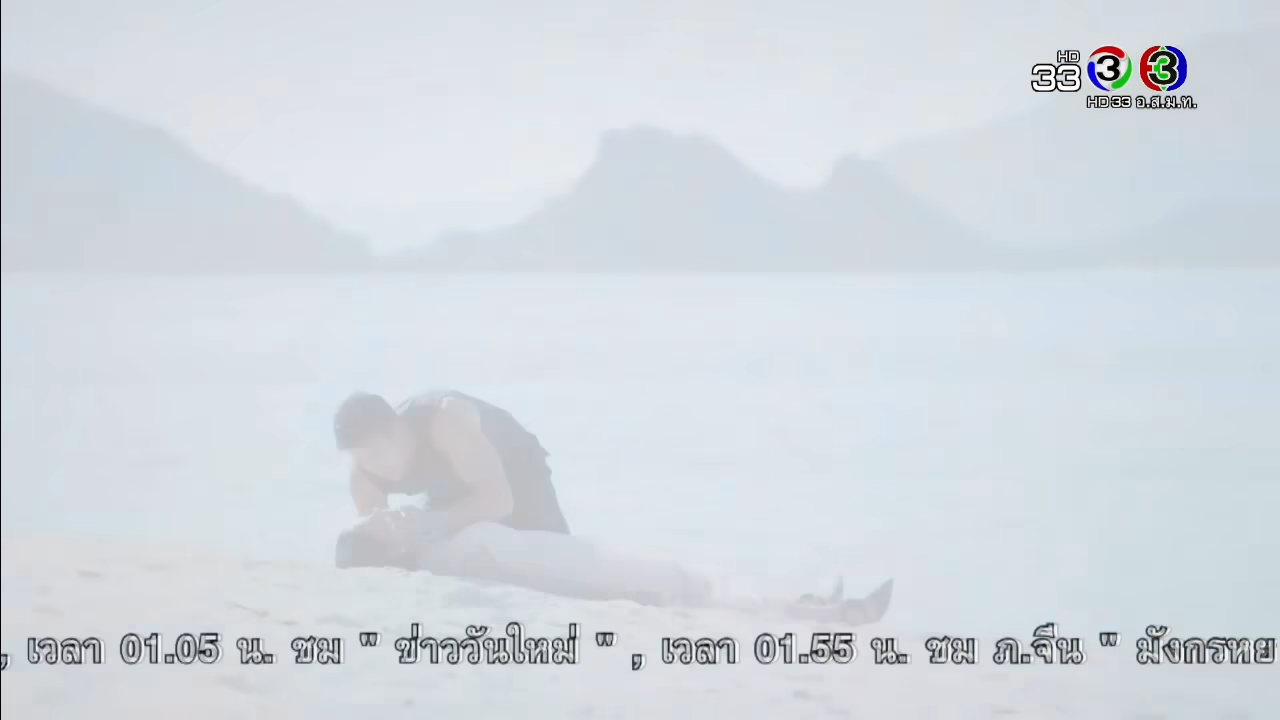 HD
33 3 3
HD33 อ.ส.ม.ท.
, เวลา 01.05 น. ชม " ข่าววันใหม่ " , เวลา 01.55 น. ชม ภ.จีน " มังกรหย